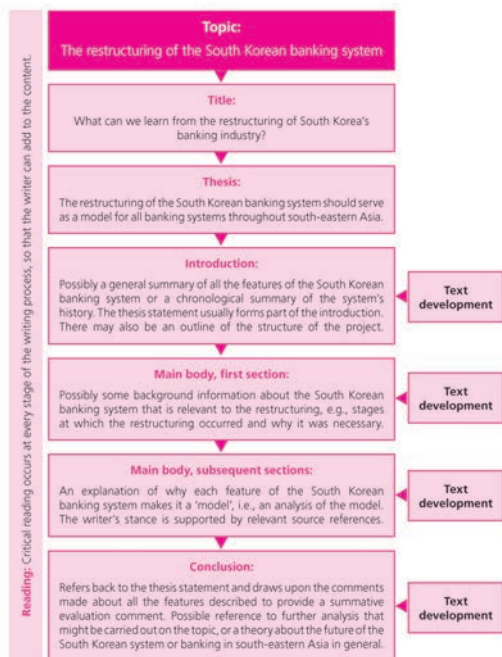 Reading: Critical reading occurs at every stage of the writing process, so that the writer can add to the content.
Topic:
The restructuring of the South Korean banking system
Title:
What can we learn from the restructuring of South Korea's
banking industry?
Thesis:
The restructuring of the South Korean banking system should serve
as a model for all banking systems throughout south-eastern Asia.
Introduction:
Possibly a general summary of all the features of the South Korean
banking system or a chronological summary of the system's
history. The thesis statement usually forms part of the introduction.
There may also be an outline of the structure of the project.
Text
development
Main body, first section:
Possibly some background information about the South Korean
banking system that is relevant to the restructuring, e.g., stages
at which the restructuring occurred and why it was necessary.
Text
development
Main body, subsequent sections:
An explanation of why each feature of the South Korean
banking system makes it a 'model', i.e., an analysis of the model.
The writer's stance is supported by relevant source references.
Text
development
Conclusion:
Refers back to the thesis statement and draws upon the comments
made about all the features described to provide a summative
evaluation comment. Possible reference to further analysis that
might be carried out on the topic, or a theory about the future of the
South Korean system or banking in south-eastern Asia in general.
Text
development